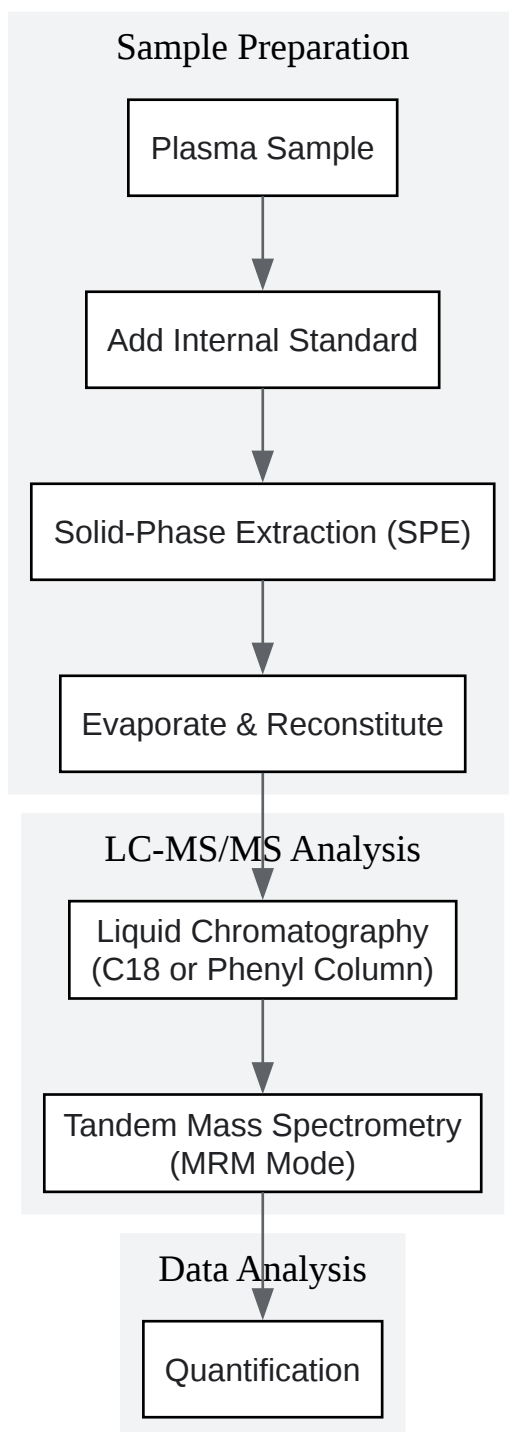 Sample Preparation
Plasma Sample
Add Internal Standard
Solid-Phase Extraction (SPE)
Evaporate & Reconstitute
LC-MS/MS Analysis
Liquid Chromatography
(C18 or Phenyl Column)
Tandem Mass Spectrometry
(MRM Mode)
Data Analysis
Quantification